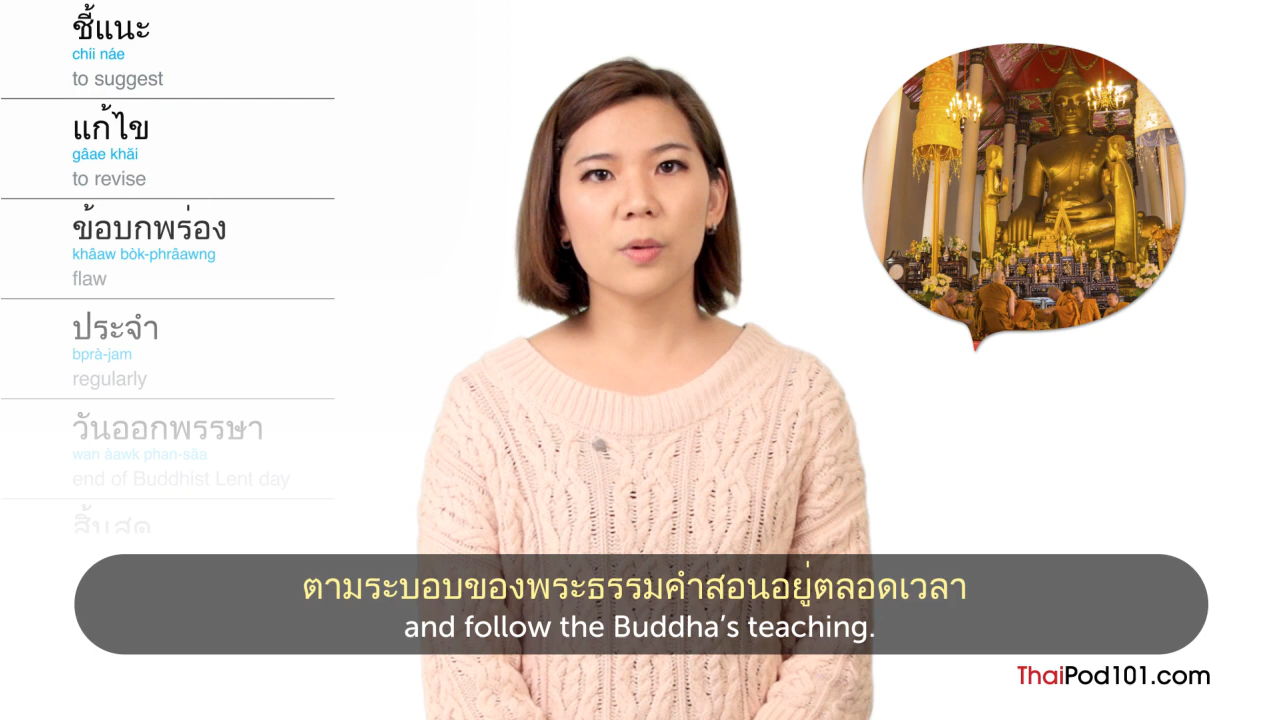 ชี้แนะ
chíi náe
to suggest
แก้ไข
gâae khăi
to revise
ข้อบกพร่อง
khâaw bòk-phrâawng
flaw
ประจำ
bprà-jam
regularly
วันออกพรรษา
wan àawk phan-săa
end of Buddhist Lent day
ตามระบอบของพระธรรมคำสอนอยู่ตลอดเวลา
and follow the Buddha's teaching.
ThaiPod101.com